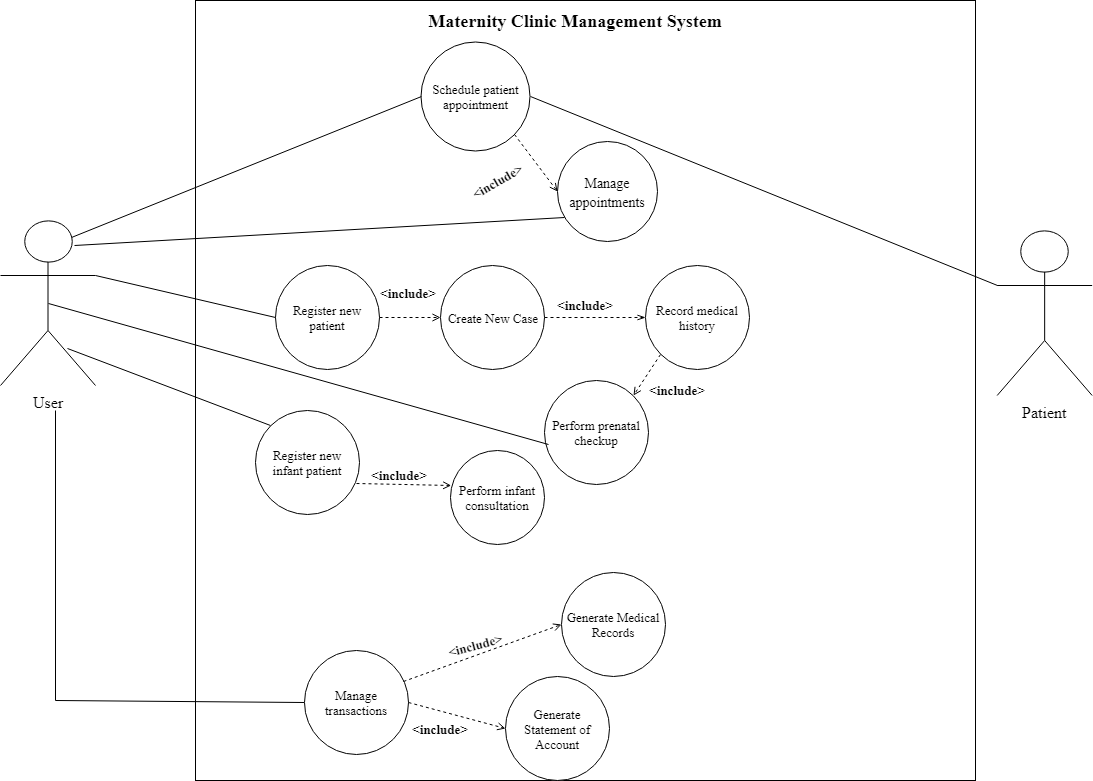 Maternity Clinic Management System
Schedule patient
appointment
<include>
Manage
appointments
Register new
patient
<include>
Create New Case
<include>
Record medical
history
<include>
Perform prenatal
checkup
User
Patient
Register new
infant patient
<include>
Perform infant
consultation
Generate Medical
Records
<include>
Manage
transactions
<include>
Generate
Statement of
Account